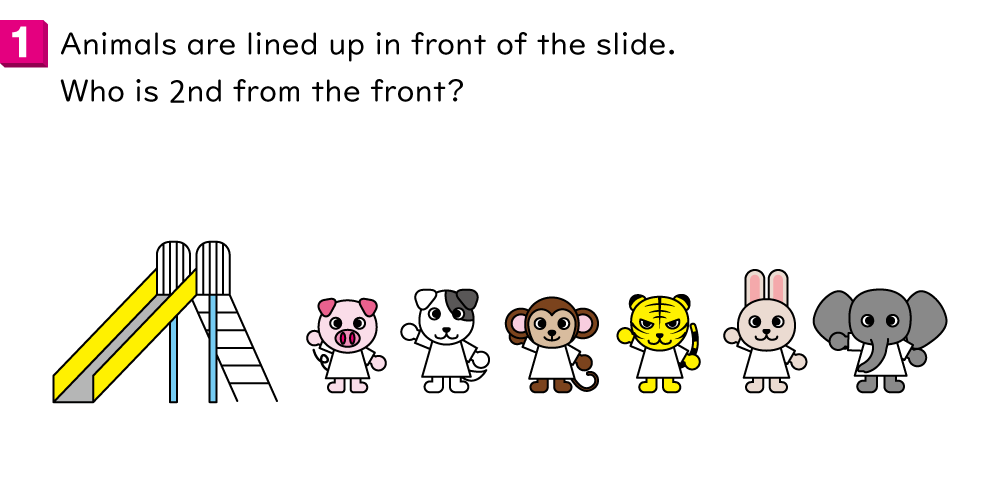 1 Animals are lined up in front of the slide.
Who is 2nd from the front?